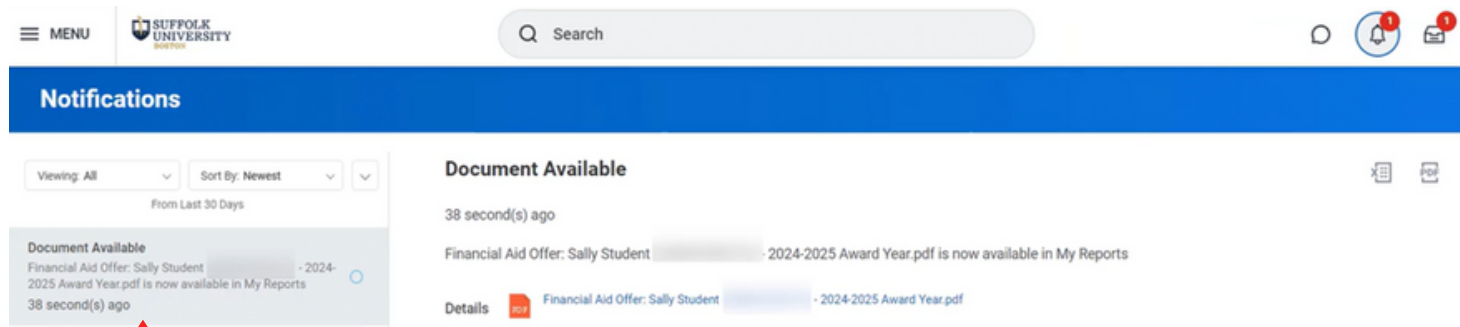 MENU
SUFFOLK
UNIVERSITY
BOSTON
Search
1
1
Notifications
Viewing: All
Sort By: Newest
From Last 30 Days
Document Available
Financial Aid Offer: Sally Student - 2024-
2025 Award Year.pdf is now available in My Reports
38 second(s) ago
Document Available
38 second(s) ago
Financial Aid Offer: Sally Student - 2024-2025 Award Year.pdf is now available in My Reports
Details
PDF
Financial Aid Offer: Sally Student - 2024-2025 Award Year.pdf
X
PDF